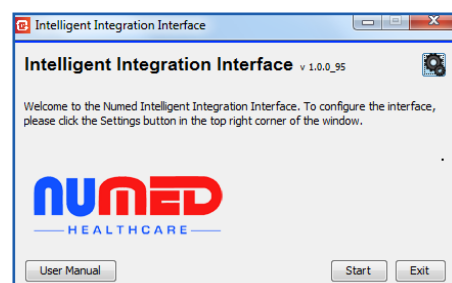 Intelligent Integration Interface
Intelligent Integration Interface v 1.0.0_95
Welcome to the Numed Intelligent Integration Interface. To configure the interface,
please click the Settings button in the top right corner of the window.
.
NUMED
HEALTHCARE
User Manual Start Exit